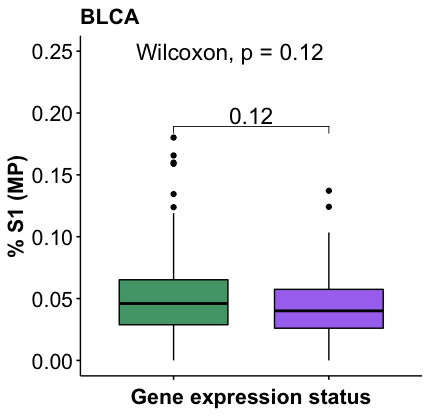 BLCA
Wilcoxon, p = 0.12
0.12
% S1 (MP)
0.25
0.20
0.15
0.10
0.05
0.00
Gene expression status